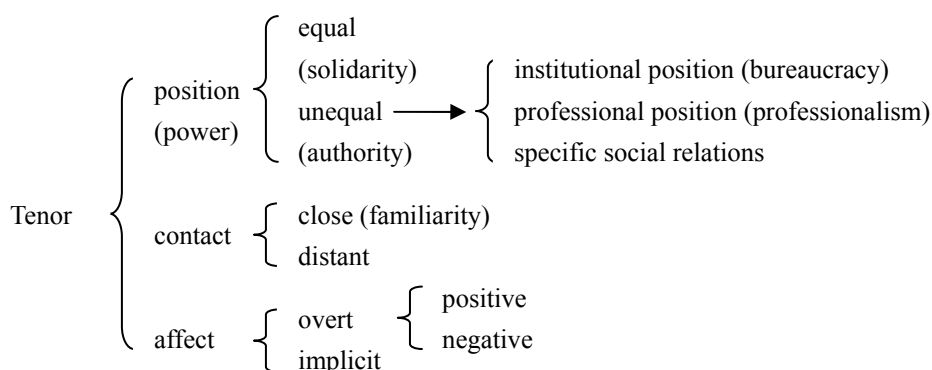 equal
(solidarity)
unequal
(authority)
institutional position (bureaucracy)
professional position (professionalism)
specific social relations
position
(power)
Tenor
contact
close (familiarity)
distant
affect
overt
implicit
positive
negative